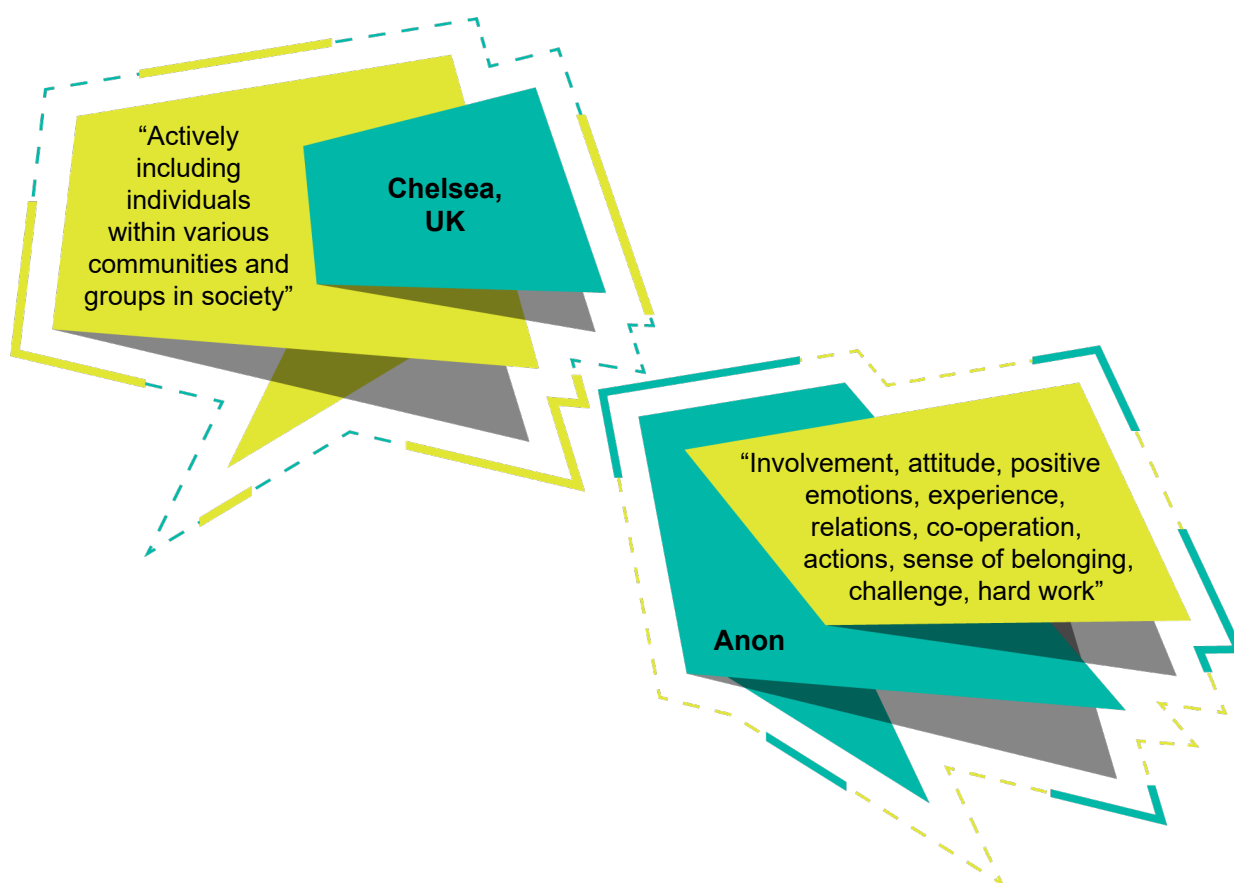 “Actively
including
individuals
within various
communities and
groups in society”
Chelsea,
UK
“Involvement, attitude, positive
emotions, experience,
relations, co-operation,
actions, sense of belonging,
challenge, hard work”
Anon